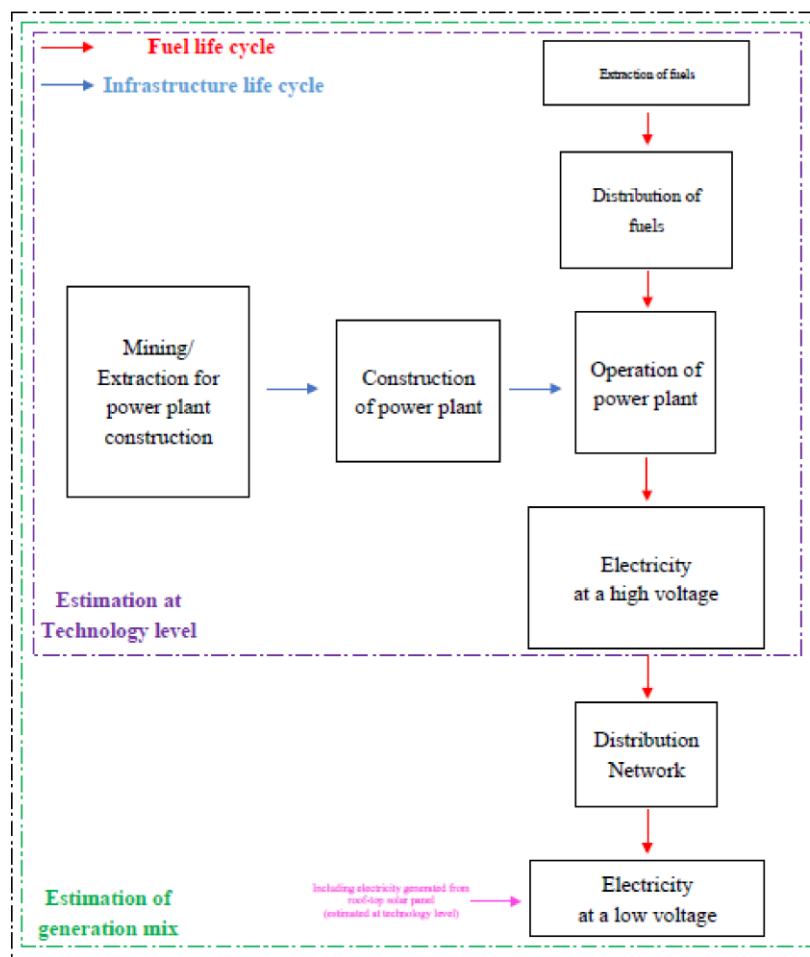 Fuel life cycle
Infrastructure life cycle
Extraction of fuels
Distribution of
fuels
Mining/
Extraction for
power plant
construction
Construction
of power plant
Operation of
power plant
Electricity
at a high voltage
Estimation at
Technology level
Distribution
Network
Including electricity generated from
roof-top solar panel
(estimated at technology level)
Electricity
at a low voltage
Estimation of
generation mix